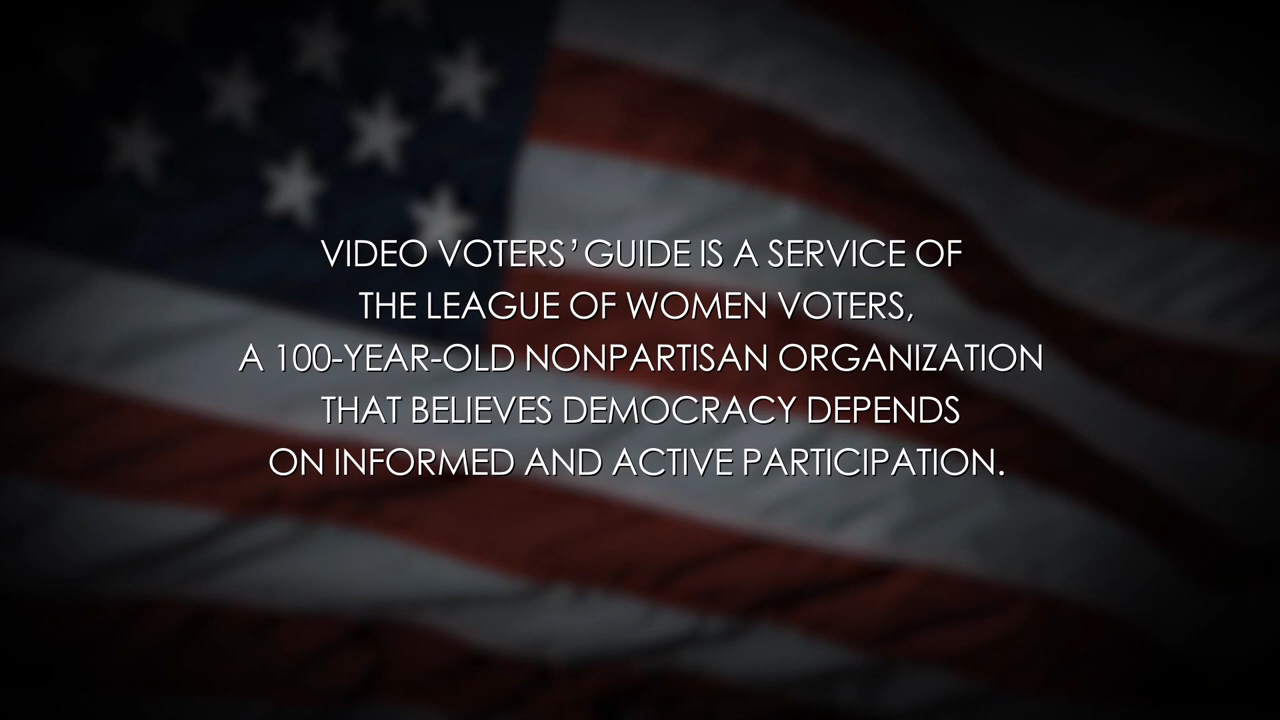 VIDEO VOTERS' GUIDE IS A SERVICE OF
THE LEAGUE OF WOMEN VOTERS,
A 100-YEAR-OLD NONPARTISAN ORGANIZATION
THAT BELIEVES DEMOCRACY DEPENDS
ON INFORMED AND ACTIVE PARTICIPATION.